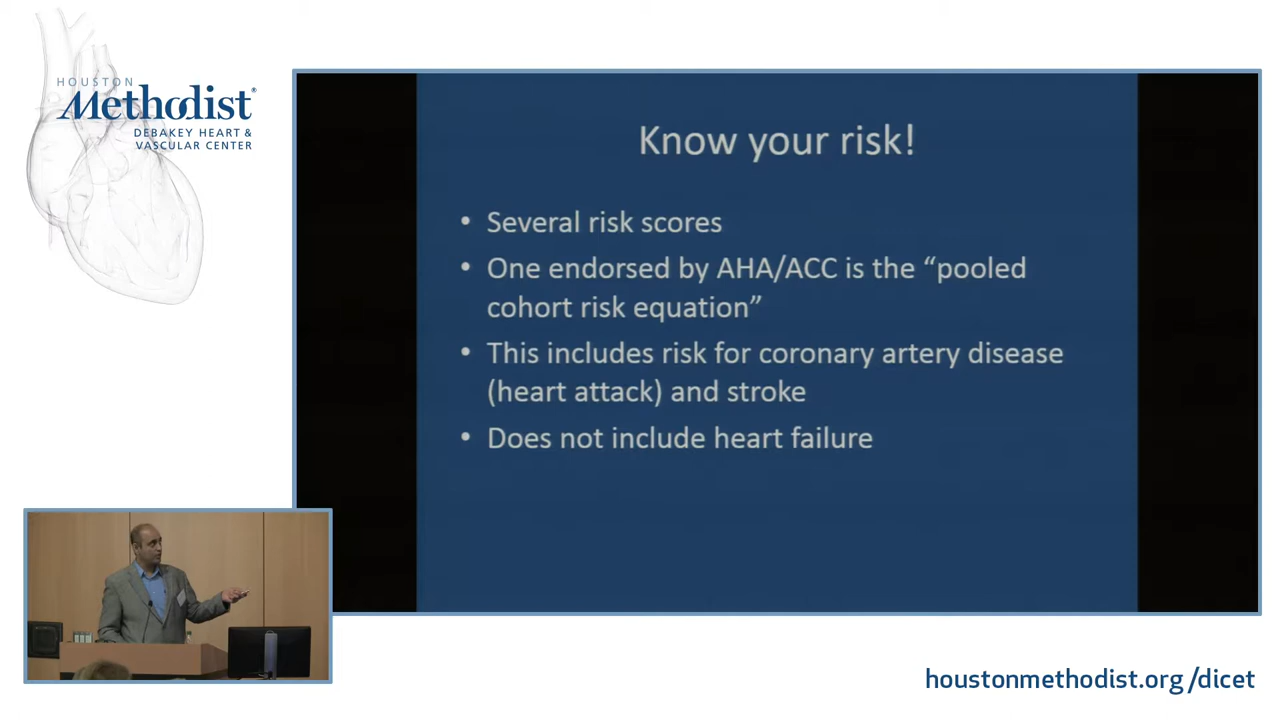 HOUSTON
Methodist®
DEBAKEY HEART &
VASCULAR CENTER
Know your risk!
• Several risk scores
• One endorsed by AHA/ACC is the “pooled
cohort risk equation”
• This includes risk for coronary artery disease
(heart attack) and stroke
• Does not include heart failure
houstonmethodist.org/dicet